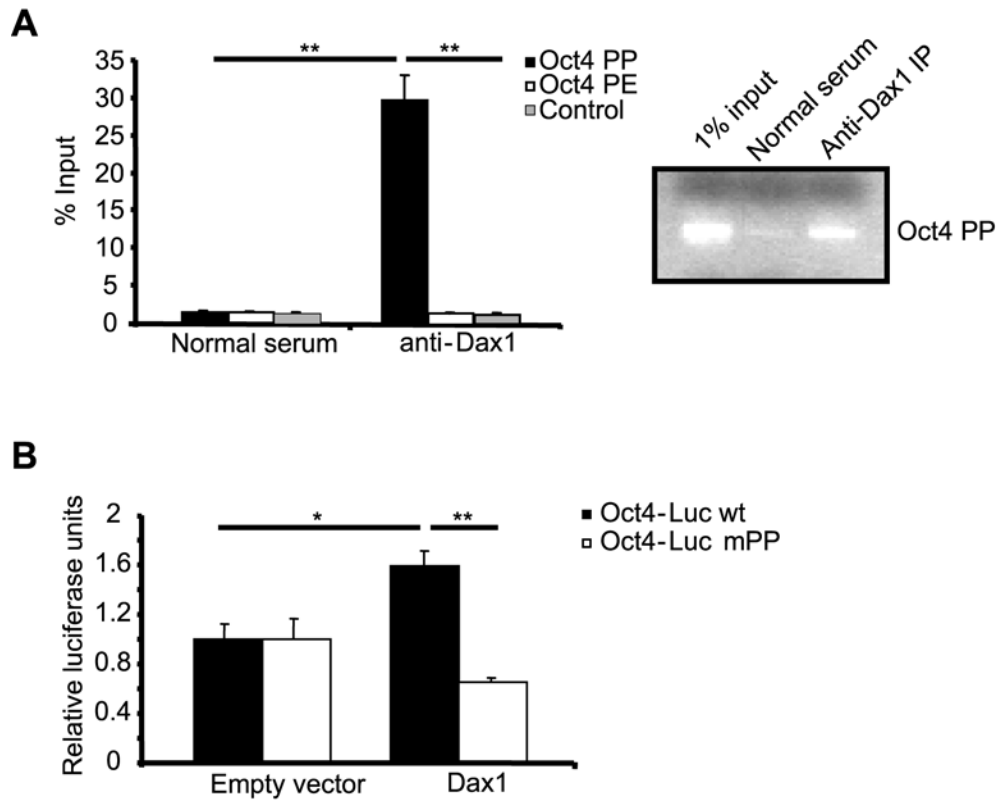 A
** **
35
30
25
20
15
10
5
0
% Input
Normal serum
anti-Dax1
Oct4 PP
Oct4 PE
Control
1% input
Normal serum
Anti-Dax1 IP
Oct4 PP
B
* **
2
1.6
1.2
0.8
0.4
0
Relative luciferase units
Empty vector
Dax1
Oct4-Luc wt
Oct4-Luc mPP